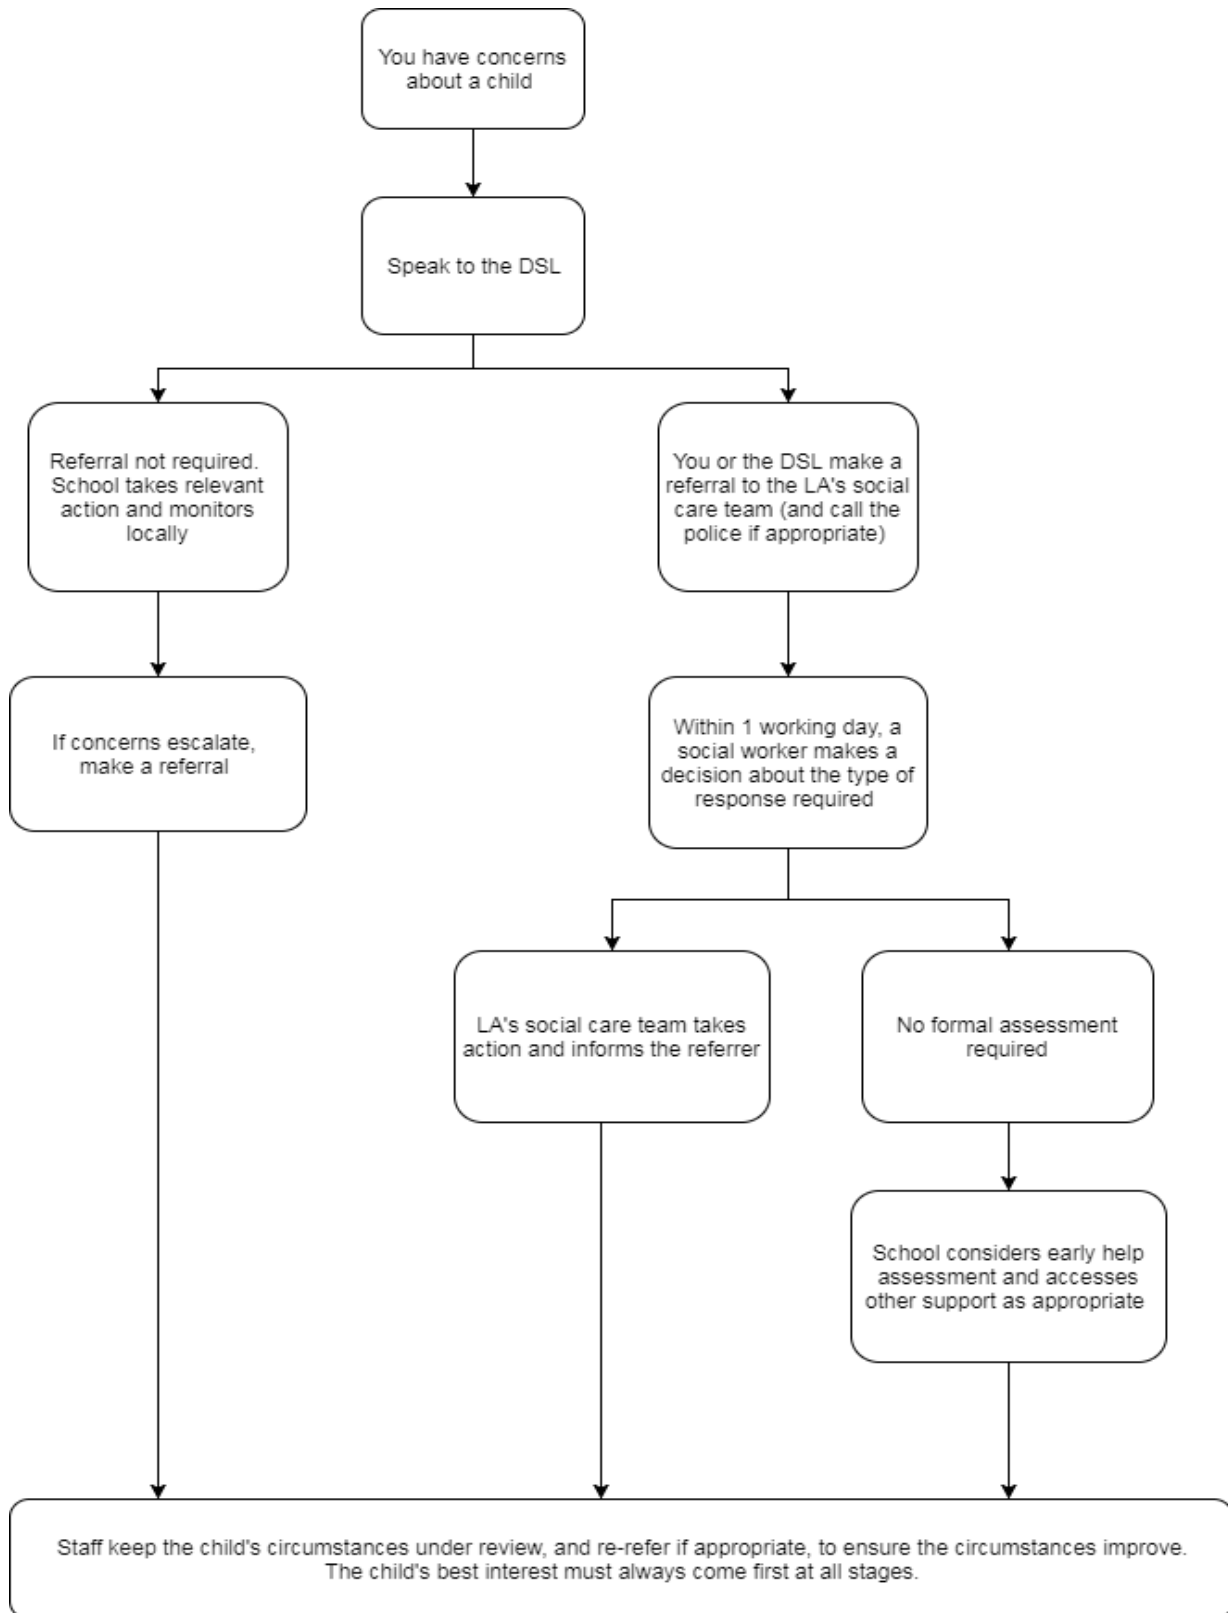 You have concerns
about a child
Speak to the DSL
Referral not required.
School takes relevant
action and monitors
locally
You or the DSL make a
referral to the LA's social
care team (and call the
police if appropriate)
If concerns escalate,
make a referral
Within 1 working day, a
social worker makes a
decision about the type of
response required
LA's social care team takes
action and informs the referrer
No formal assessment
required
School considers early help
assessment and accesses
other support as appropriate
Staff keep the child's circumstances under review, and re-refer if appropriate, to ensure the circumstances improve.
The child's best interest must always come first at all stages.